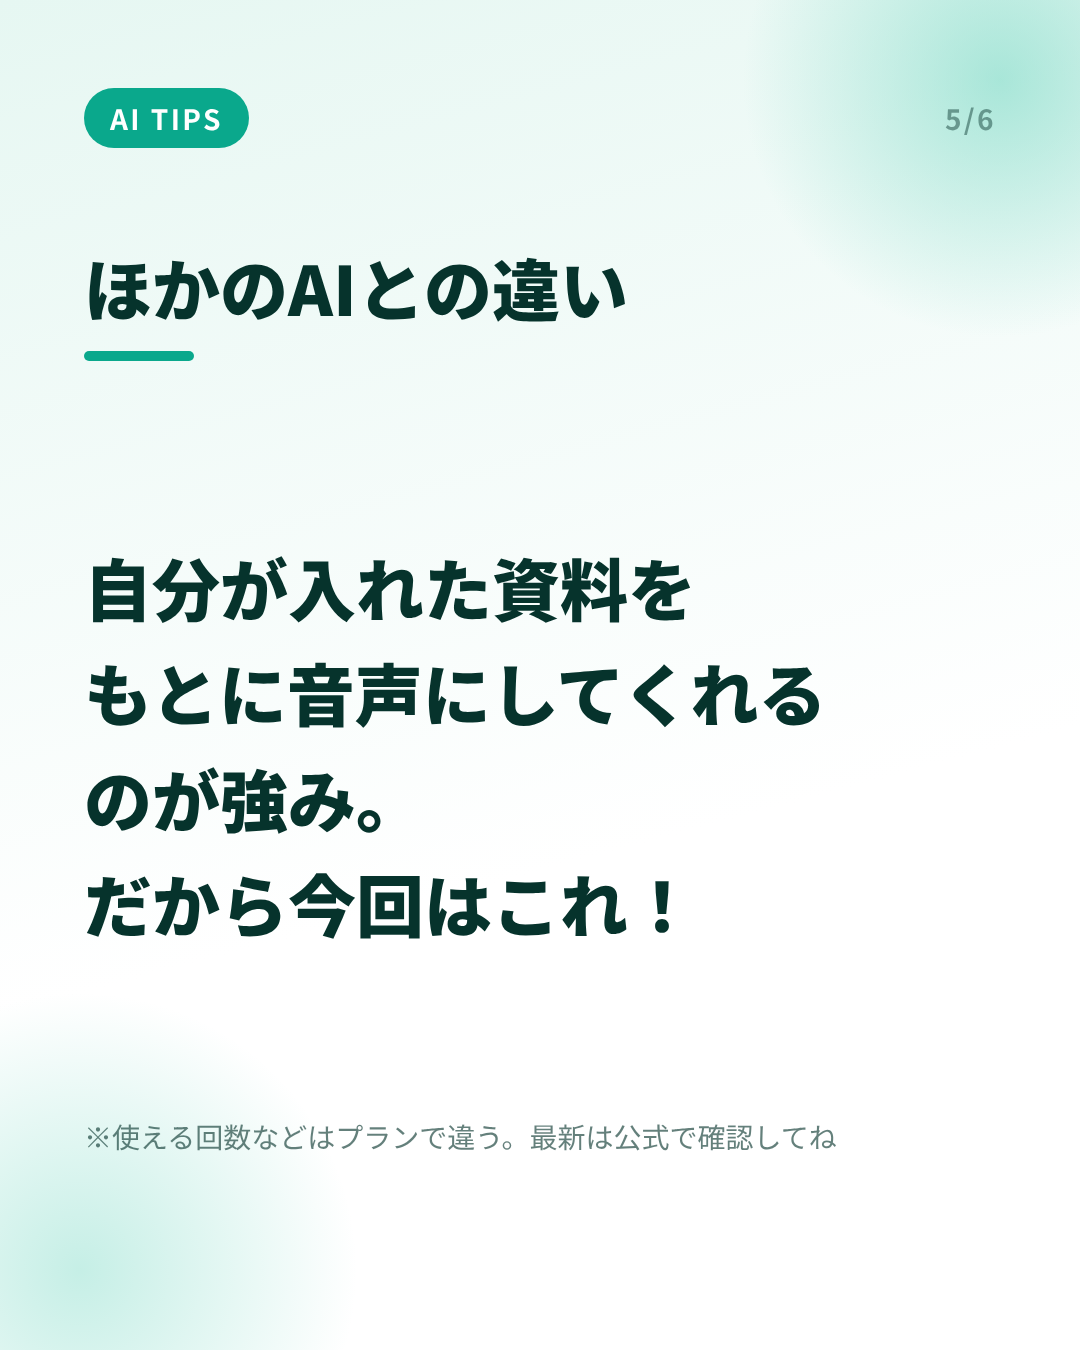 AI TIPS
5/6
ほかのAIとの違い
自分が入れた資料を
もとに音声にしてくれる
のが強み。
だから今回はこれ！
※使える回数などはプランで違う。最新は公式で確認してね